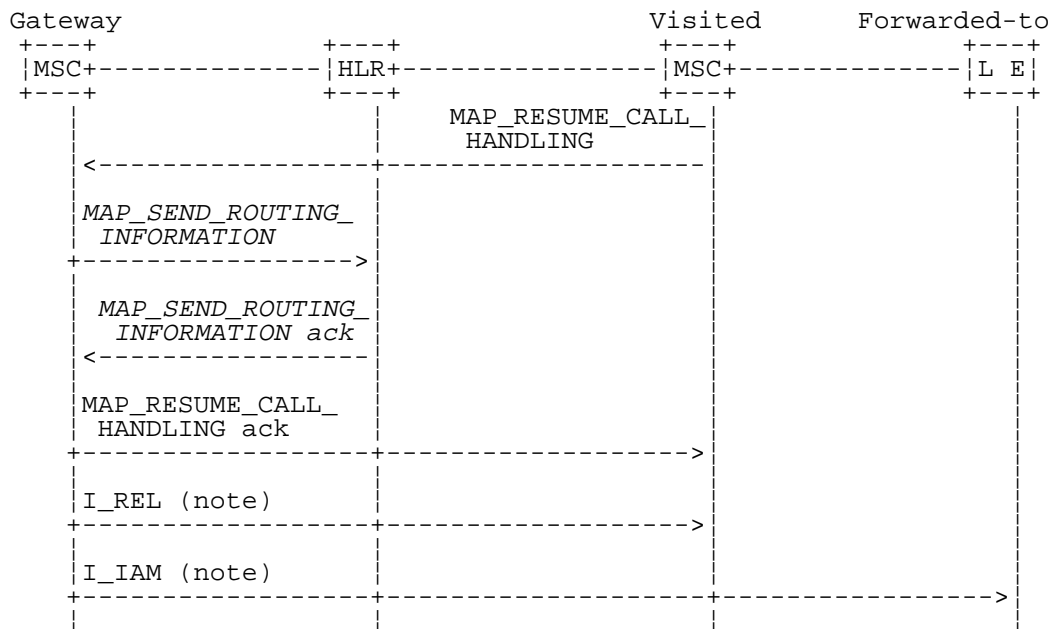 Gateway Visited Forwarded-to
MSC HLR MSC L E
MAP_RESUME_CALL_
HANDLING
MAP_SEND_ROUTING_
INFORMATION
MAP_SEND_ROUTING_
INFORMATION ack
MAP_RESUME_CALL_
HANDLING ack
I_REL (note)
I_IAM (note)